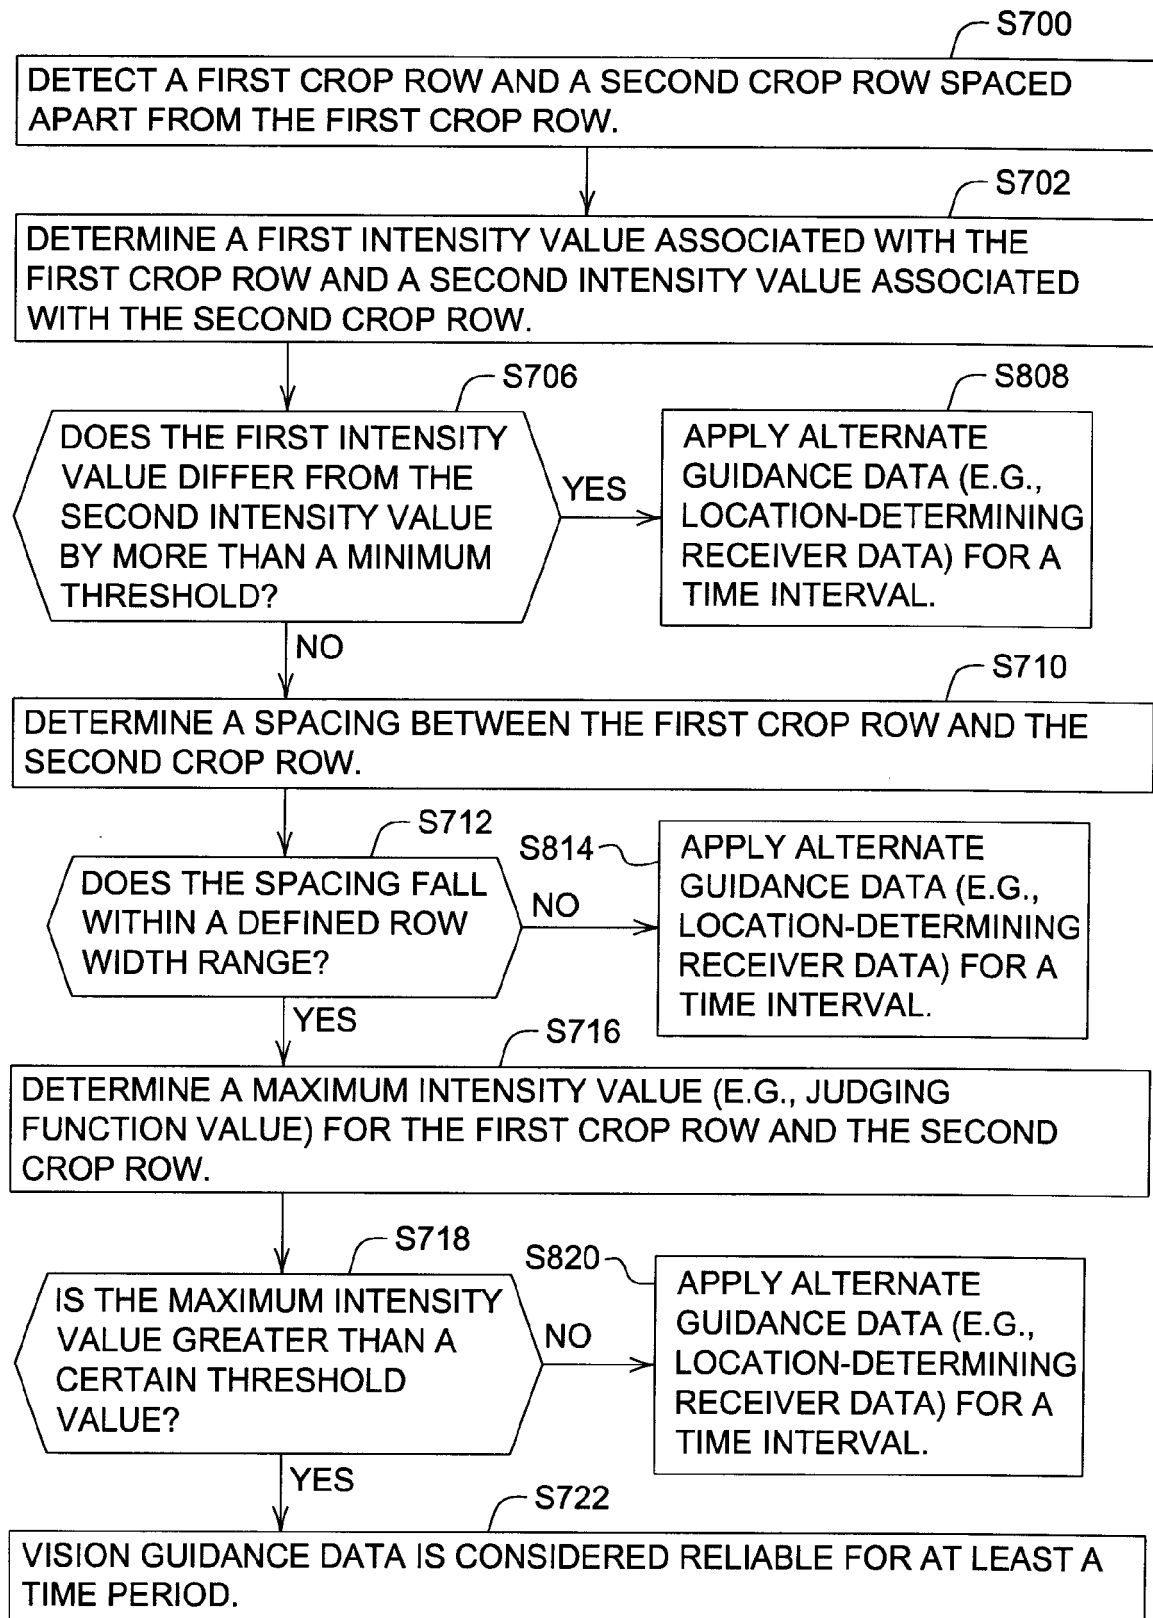 S700
DETECT A FIRST CROP ROW AND A SECOND CROP ROW SPACED
APART FROM THE FIRST CROP ROW.
S702
DETERMINE A FIRST INTENSITY VALUE ASSOCIATED WITH THE
FIRST CROP ROW AND A SECOND INTENSITY VALUE ASSOCIATED
WITH THE SECOND CROP ROW.
S706
DOES THE FIRST INTENSITY
VALUE DIFFER FROM THE
SECOND INTENSITY VALUE
BY MORE THAN A MINIMUM
THRESHOLD?
YES
S808
APPLY ALTERNATE
GUIDANCE DATA (E.G.,
LOCATION-DETERMINING
RECEIVER DATA) FOR A
TIME INTERVAL.
NO
S710
DETERMINE A SPACING BETWEEN THE FIRST CROP ROW AND THE
SECOND CROP ROW.
S712
DOES THE SPACING FALL
WITHIN A DEFINED ROW
WIDTH RANGE?
NO
S814
APPLY ALTERNATE
GUIDANCE DATA (E.G.,
LOCATION-DETERMINING
RECEIVER DATA) FOR A
TIME INTERVAL.
YES
S716
DETERMINE A MAXIMUM INTENSITY VALUE (E.G., JUDGING
FUNCTION VALUE) FOR THE FIRST CROP ROW AND THE SECOND
CROP ROW.
S718
IS THE MAXIMUM INTENSITY
VALUE GREATER THAN A
CERTAIN THRESHOLD
VALUE?
NO
S820
APPLY ALTERNATE
GUIDANCE DATA (E.G.,
LOCATION-DETERMINING
RECEIVER DATA) FOR A
TIME INTERVAL.
YES
S722
VISION GUIDANCE DATA IS CONSIDERED RELIABLE FOR AT LEAST A
TIME PERIOD.